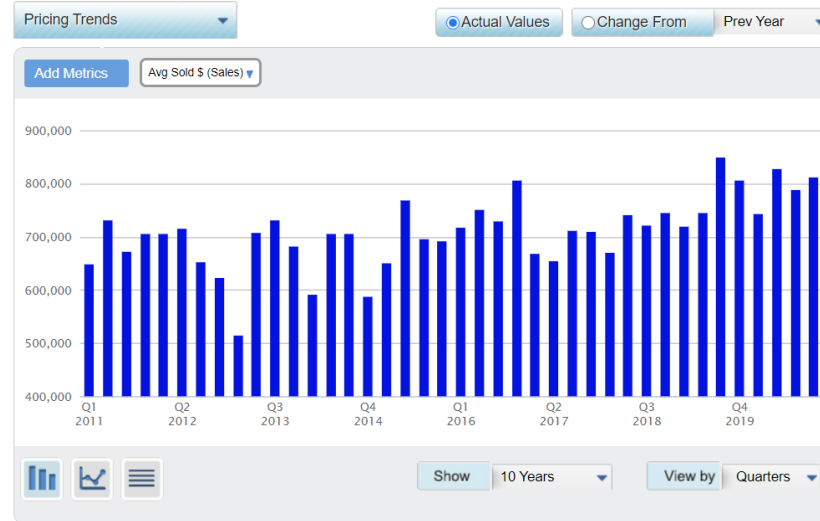 Pricing Trends
Actual Values Change From Prev Year
Add Metrics Avg Sold $ (Sales)
900,000
800,000
700,000
600,000
500,000
400,000
Q1 Q2 Q3 Q4 Q1 Q2 Q3 Q4
2011 2012 2013 2014 2016 2017 2018 2019
Show 10 Years View by Quarters